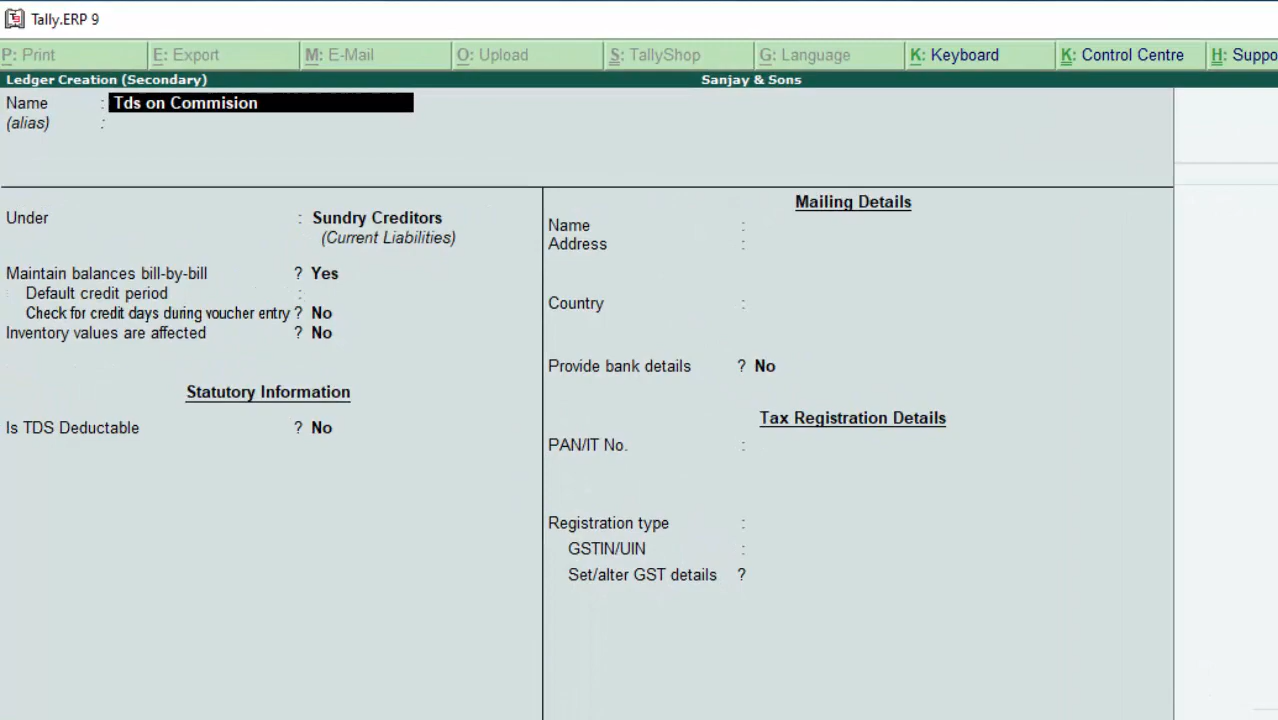 Tally.ERP 9
P: Print E: Export M: E-Mail O: Upload S: TallyShop G: Language K: Keyboard K: Control Centre H: Suppo
Ledger Creation (Secondary) Sanjay & Sons
Name : Tds on Commision
(alias) :
Under : Sundry Creditors
(Current Liabilities)
Maintain balances bill-by-bill ? Yes
Default credit period :
Check for credit days during voucher entry ? No
Inventory values are affected ? No
Statutory Information
Is TDS Deductable ? No
Mailing Details
Name :
Address :
Country :
Provide bank details ? No
Tax Registration Details
PAN/IT No. :
Registration type :
GSTIN/UIN :
Set/alter GST details ?